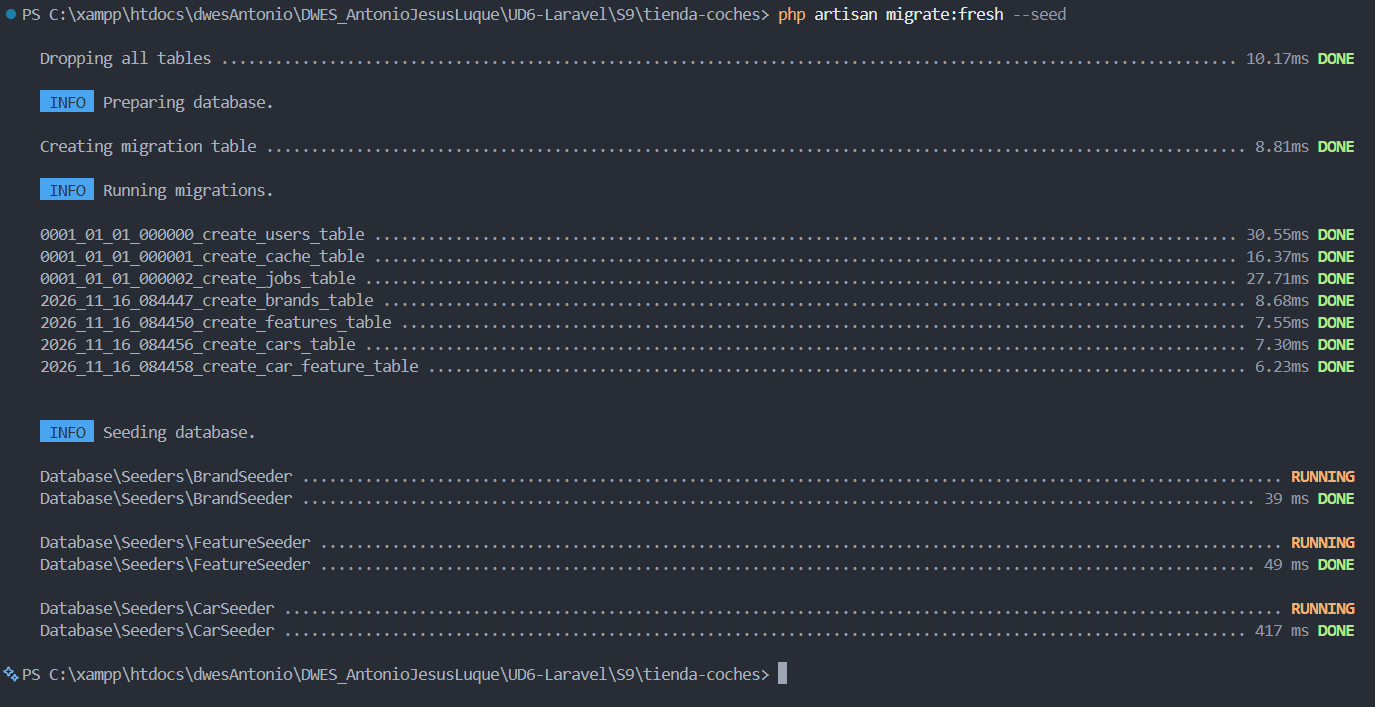 PS C:\xampp\htdocs\dwesAntonio\DWES_AntonioJesusLuque\UD6-Laravel\S9\tienda-coches> php artisan migrate:fresh --seed
Dropping all tables ........................................................................................................... 10.17ms DONE
INFO Preparing database.
Creating migration table ...................................................................................................... 8.81ms DONE
INFO Running migrations.
0001_01_01_000000_create_users_table .......................................................................................... 30.55ms DONE
0001_01_01_000001_create_cache_table .......................................................................................... 16.37ms DONE
0001_01_01_000002_create_jobs_table ........................................................................................... 27.71ms DONE
2026_11_16_084447_create_brands_table ......................................................................................... 8.68ms DONE
2026_11_16_084450_create_features_table ....................................................................................... 7.55ms DONE
2026_11_16_084456_create_cars_table ........................................................................................... 7.30ms DONE
2026_11_16_084458_create_car_feature_table .................................................................................... 6.23ms DONE
INFO Seeding database.
Database\Seeders\BrandSeeder .................................................................................................. RUNNING
Database\Seeders\BrandSeeder .................................................................................................. 39 ms DONE
Database\Seeders\FeatureSeeder ................................................................................................ RUNNING
Database\Seeders\FeatureSeeder ................................................................................................ 49 ms DONE
Database\Seeders\CarSeeder .................................................................................................... RUNNING
Database\Seeders\CarSeeder .................................................................................................... 417 ms DONE
PS C:\xampp\htdocs\dwesAntonio\DWES_AntonioJesusLuque\UD6-Laravel\S9\tienda-coches>